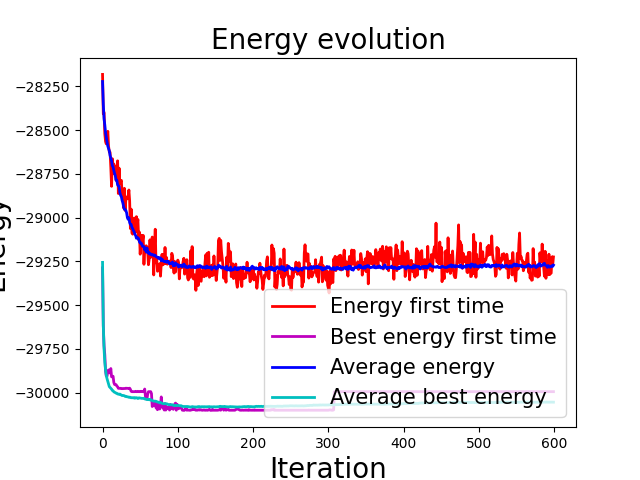 Energy evolution
Energy
−28250
−28500
−28750
−29000
−29250
−29500
−29750
−30000
Energy first time
Best energy first time
Average energy
Average best energy
0 100 200 300 400 500 600
Iteration